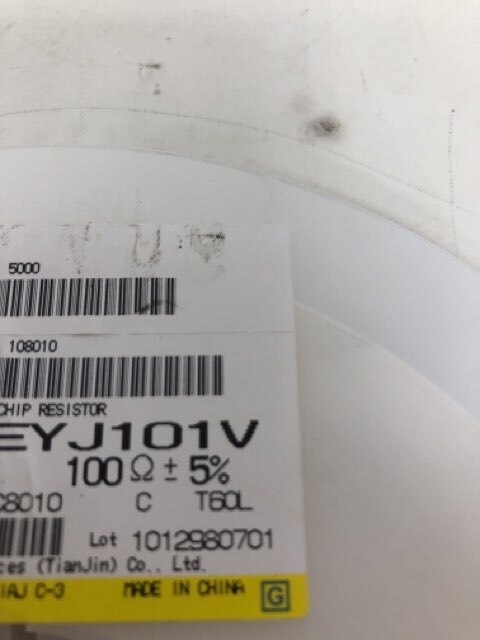 5000
108010
CHIP RESISTOR
EYJ101V
100 Ω ± 5%
C8010 C T60L
Lot 1012980701
ces (TianJin) Co., Ltd.
IAJ C-3 MADE IN CHINA G